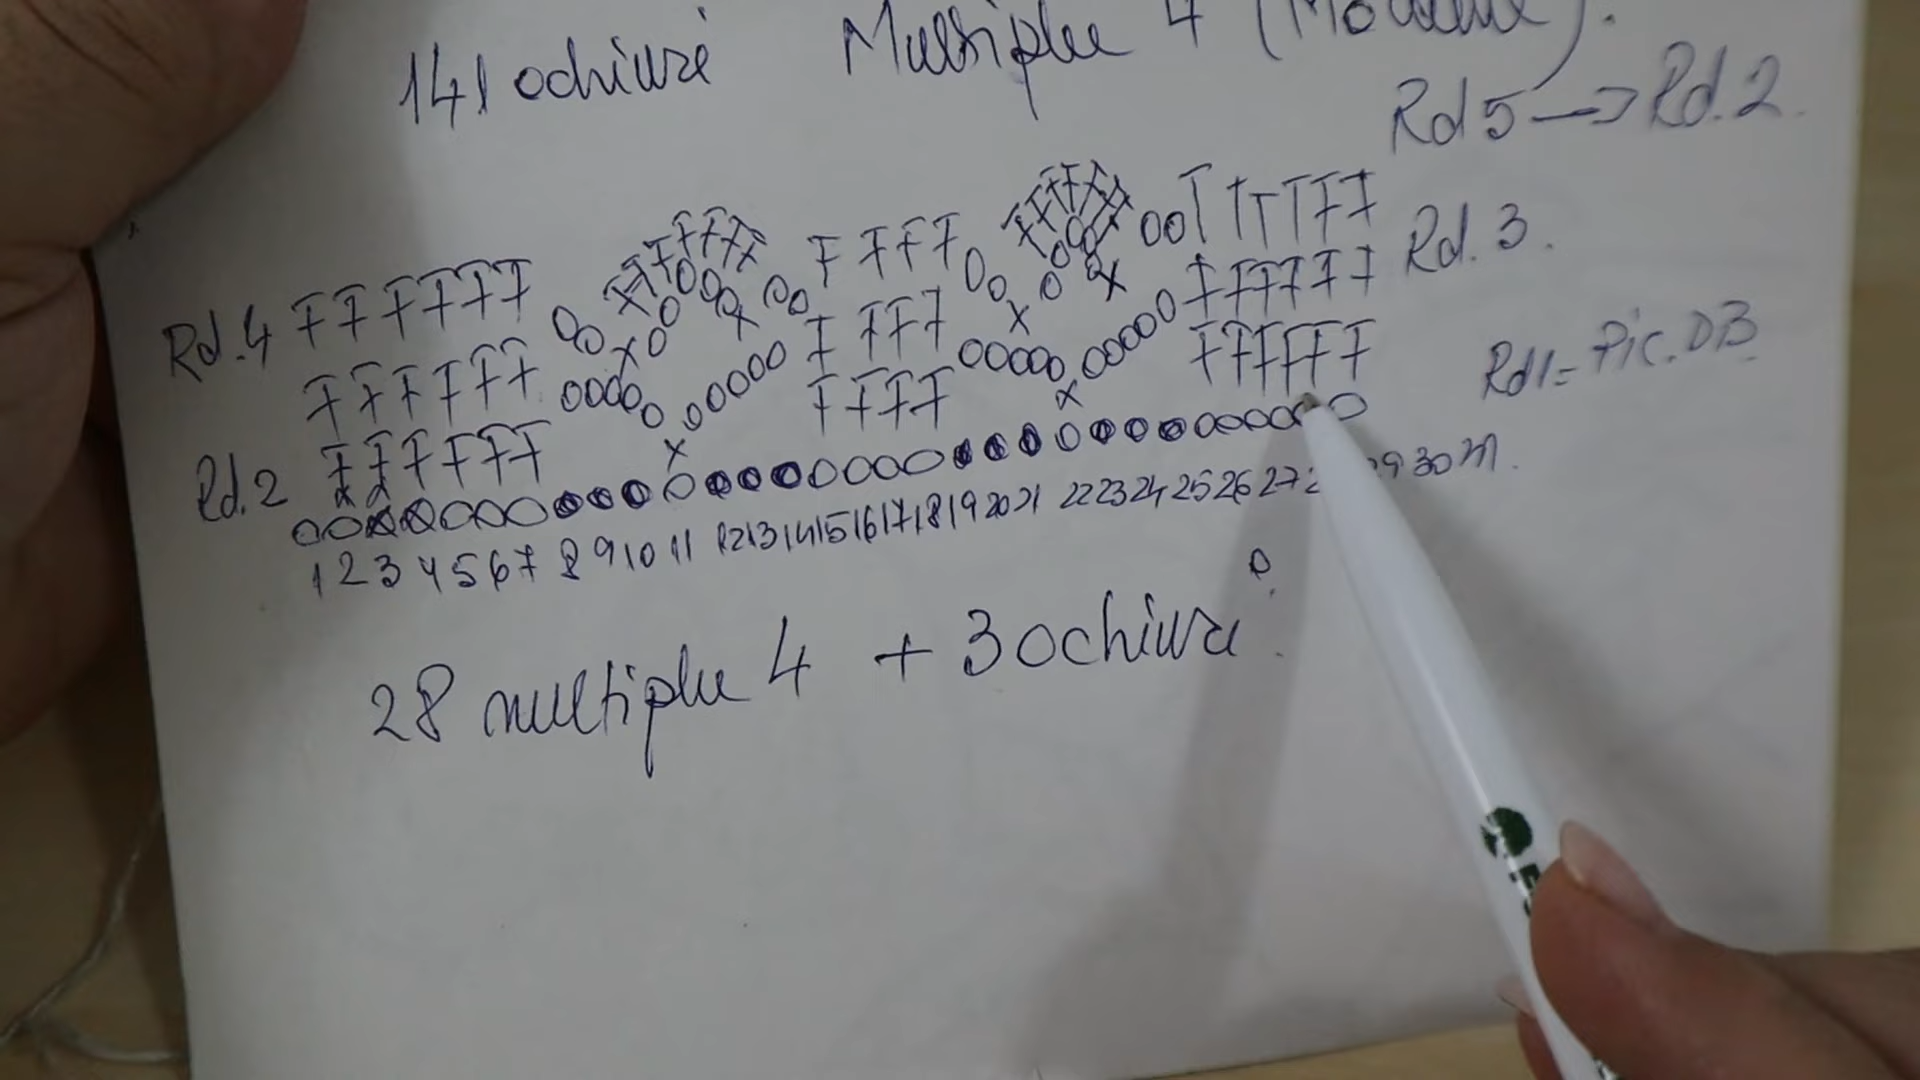 141 ochiuri Multiplu 4 (
Rd 5 → Rd.2
Rd.4
Rd. 3.
Rd.2
Rd1= Pic.DB
1 2 3 4 5 6 7 8 9 10 11 12 13 14 15 16 17 18 19 20 21 22 23 24 25 26 27 29 30 31.
28 multiplu 4 + 3 ochiuri